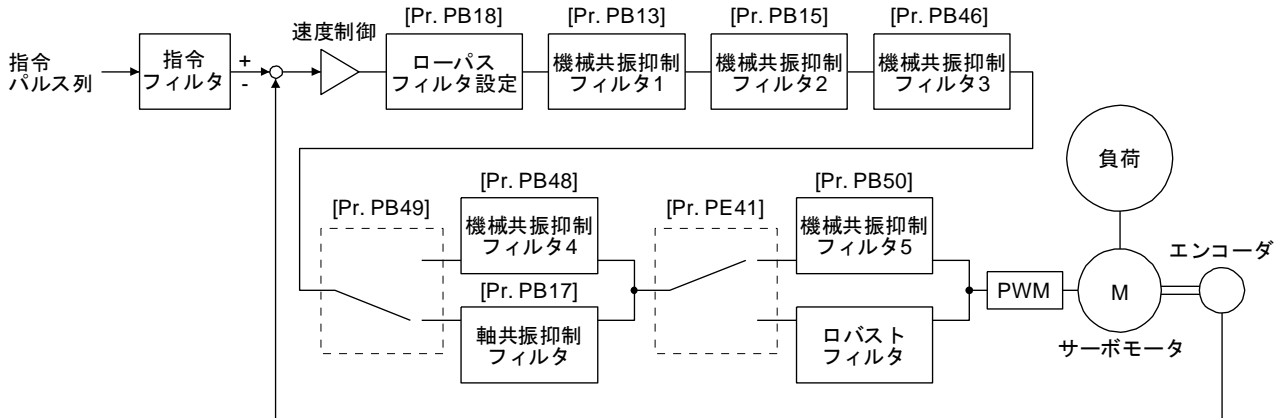 [Pr. PB18]
[Pr. PB13]
[Pr. PB15]
[Pr. PB46]
速度制御
指令
パルス列
指令
フィルタ
+
-
ローパス
フィルタ設定
機械共振抑制
フィルタ1
機械共振抑制
フィルタ2
機械共振抑制
フィルタ3
負荷
[Pr. PB49]
[Pr. PB48]
機械共振抑制
フィルタ4
[Pr. PB17]
軸共振抑制
フィルタ
[Pr. PE41]
[Pr. PB50]
機械共振抑制
フィルタ5
ロバスト
フィルタ
PWM
M
サーボモータ
エンコーダ